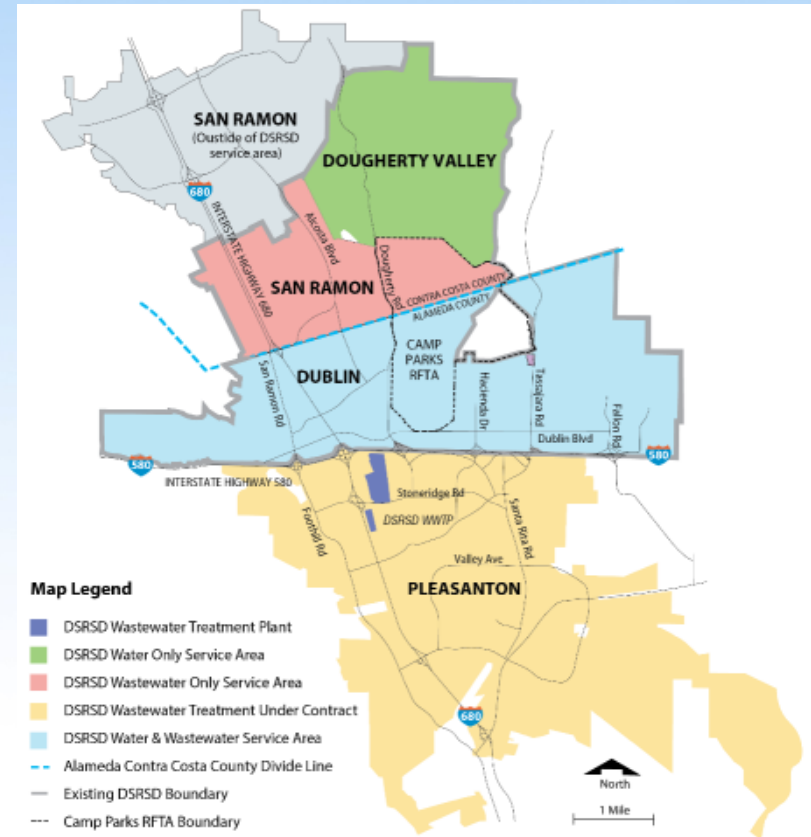 SAN RAMON
(Oustide of DSRSD
service area)
DOUGHERTY VALLEY
680
INTERSTATE HIGHWAY 680
Alcosta Blvd
Dougherty Rd
SAN RAMON
CONTRA COSTA COUNTY
ALAMEDA COUNTY
CAMP
PARKS
RFTA
DUBLIN
San Ramon Rd
Hacienda Dr
Tassajara Rd
Fallon Rd
Dublin Blvd
580
580
INTERSTATE HIGHWAY 580
Stoneridge Rd
DSRSD WWTP
Foothill Rd
Santa Rita Rd
Valley Ave
PLEASANTON
680
Map Legend
DSRSD Wastewater Treatment Plant
DSRSD Water Only Service Area
DSRSD Wastewater Only Service Area
DSRSD Wastewater Treatment Under Contract
DSRSD Water & Wastewater Service Area
Alameda Contra Costa County Divide Line
Existing DSRSD Boundary
Camp Parks RFTA Boundary
North
1 Mile